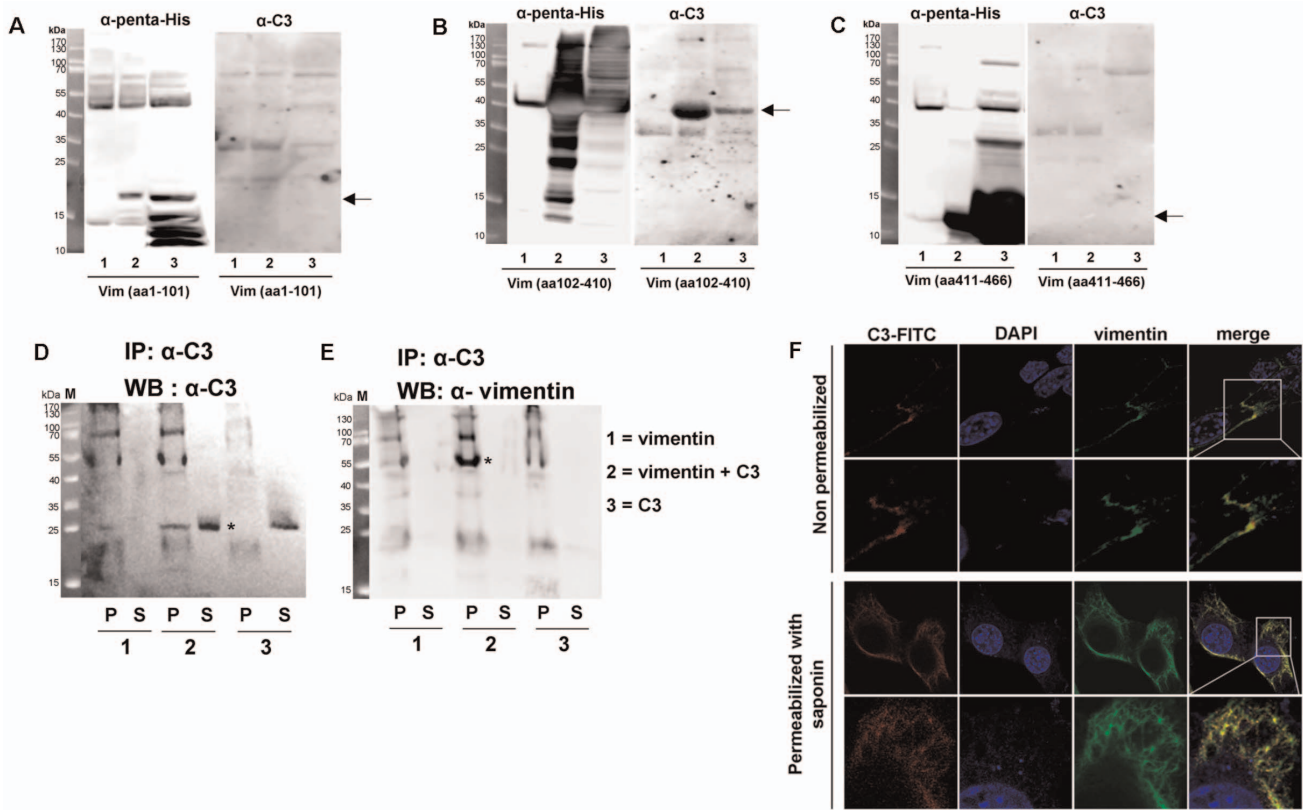 A
α-penta-His
α-C3
kDa
170
130
100
70
55
40
35
25
15
10
1 2 3
1 2 3
Vim (aa1-101)
Vim (aa1-101)
B
α-penta-His
α-C3
kDa
170
130
100
70
55
40
35
25
15
10
1 2 3
1 2 3
Vim (aa102-410)
Vim (aa102-410)
C
α-penta-His
α-C3
kDa
170
130
100
70
55
40
35
25
15
10
1 2 3
1 2 3
Vim (aa411-466)
Vim (aa411-466)
D
IP: α-C3
WB : α-C3
kDa M
170
130
100
70
55
40
35
25
15
*
P S P S P S
1 2 3
E
IP: α-C3
WB: α- vimentin
kDa M
170
130
100
70
55
40
35
25
15
*
P S P S P S
1 2 3
1 = vimentin
2 = vimentin + C3
3 = C3
F
C3-FITC DAPI vimentin merge
Non permeabilized
Permeabilized with
saponin